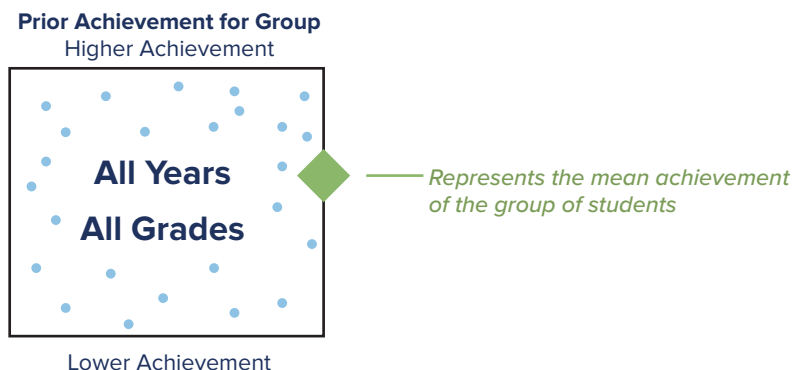 Prior Achievement for Group
Higher Achievement
All Years
All Grades
Represents the mean achievement
of the group of students
Lower Achievement